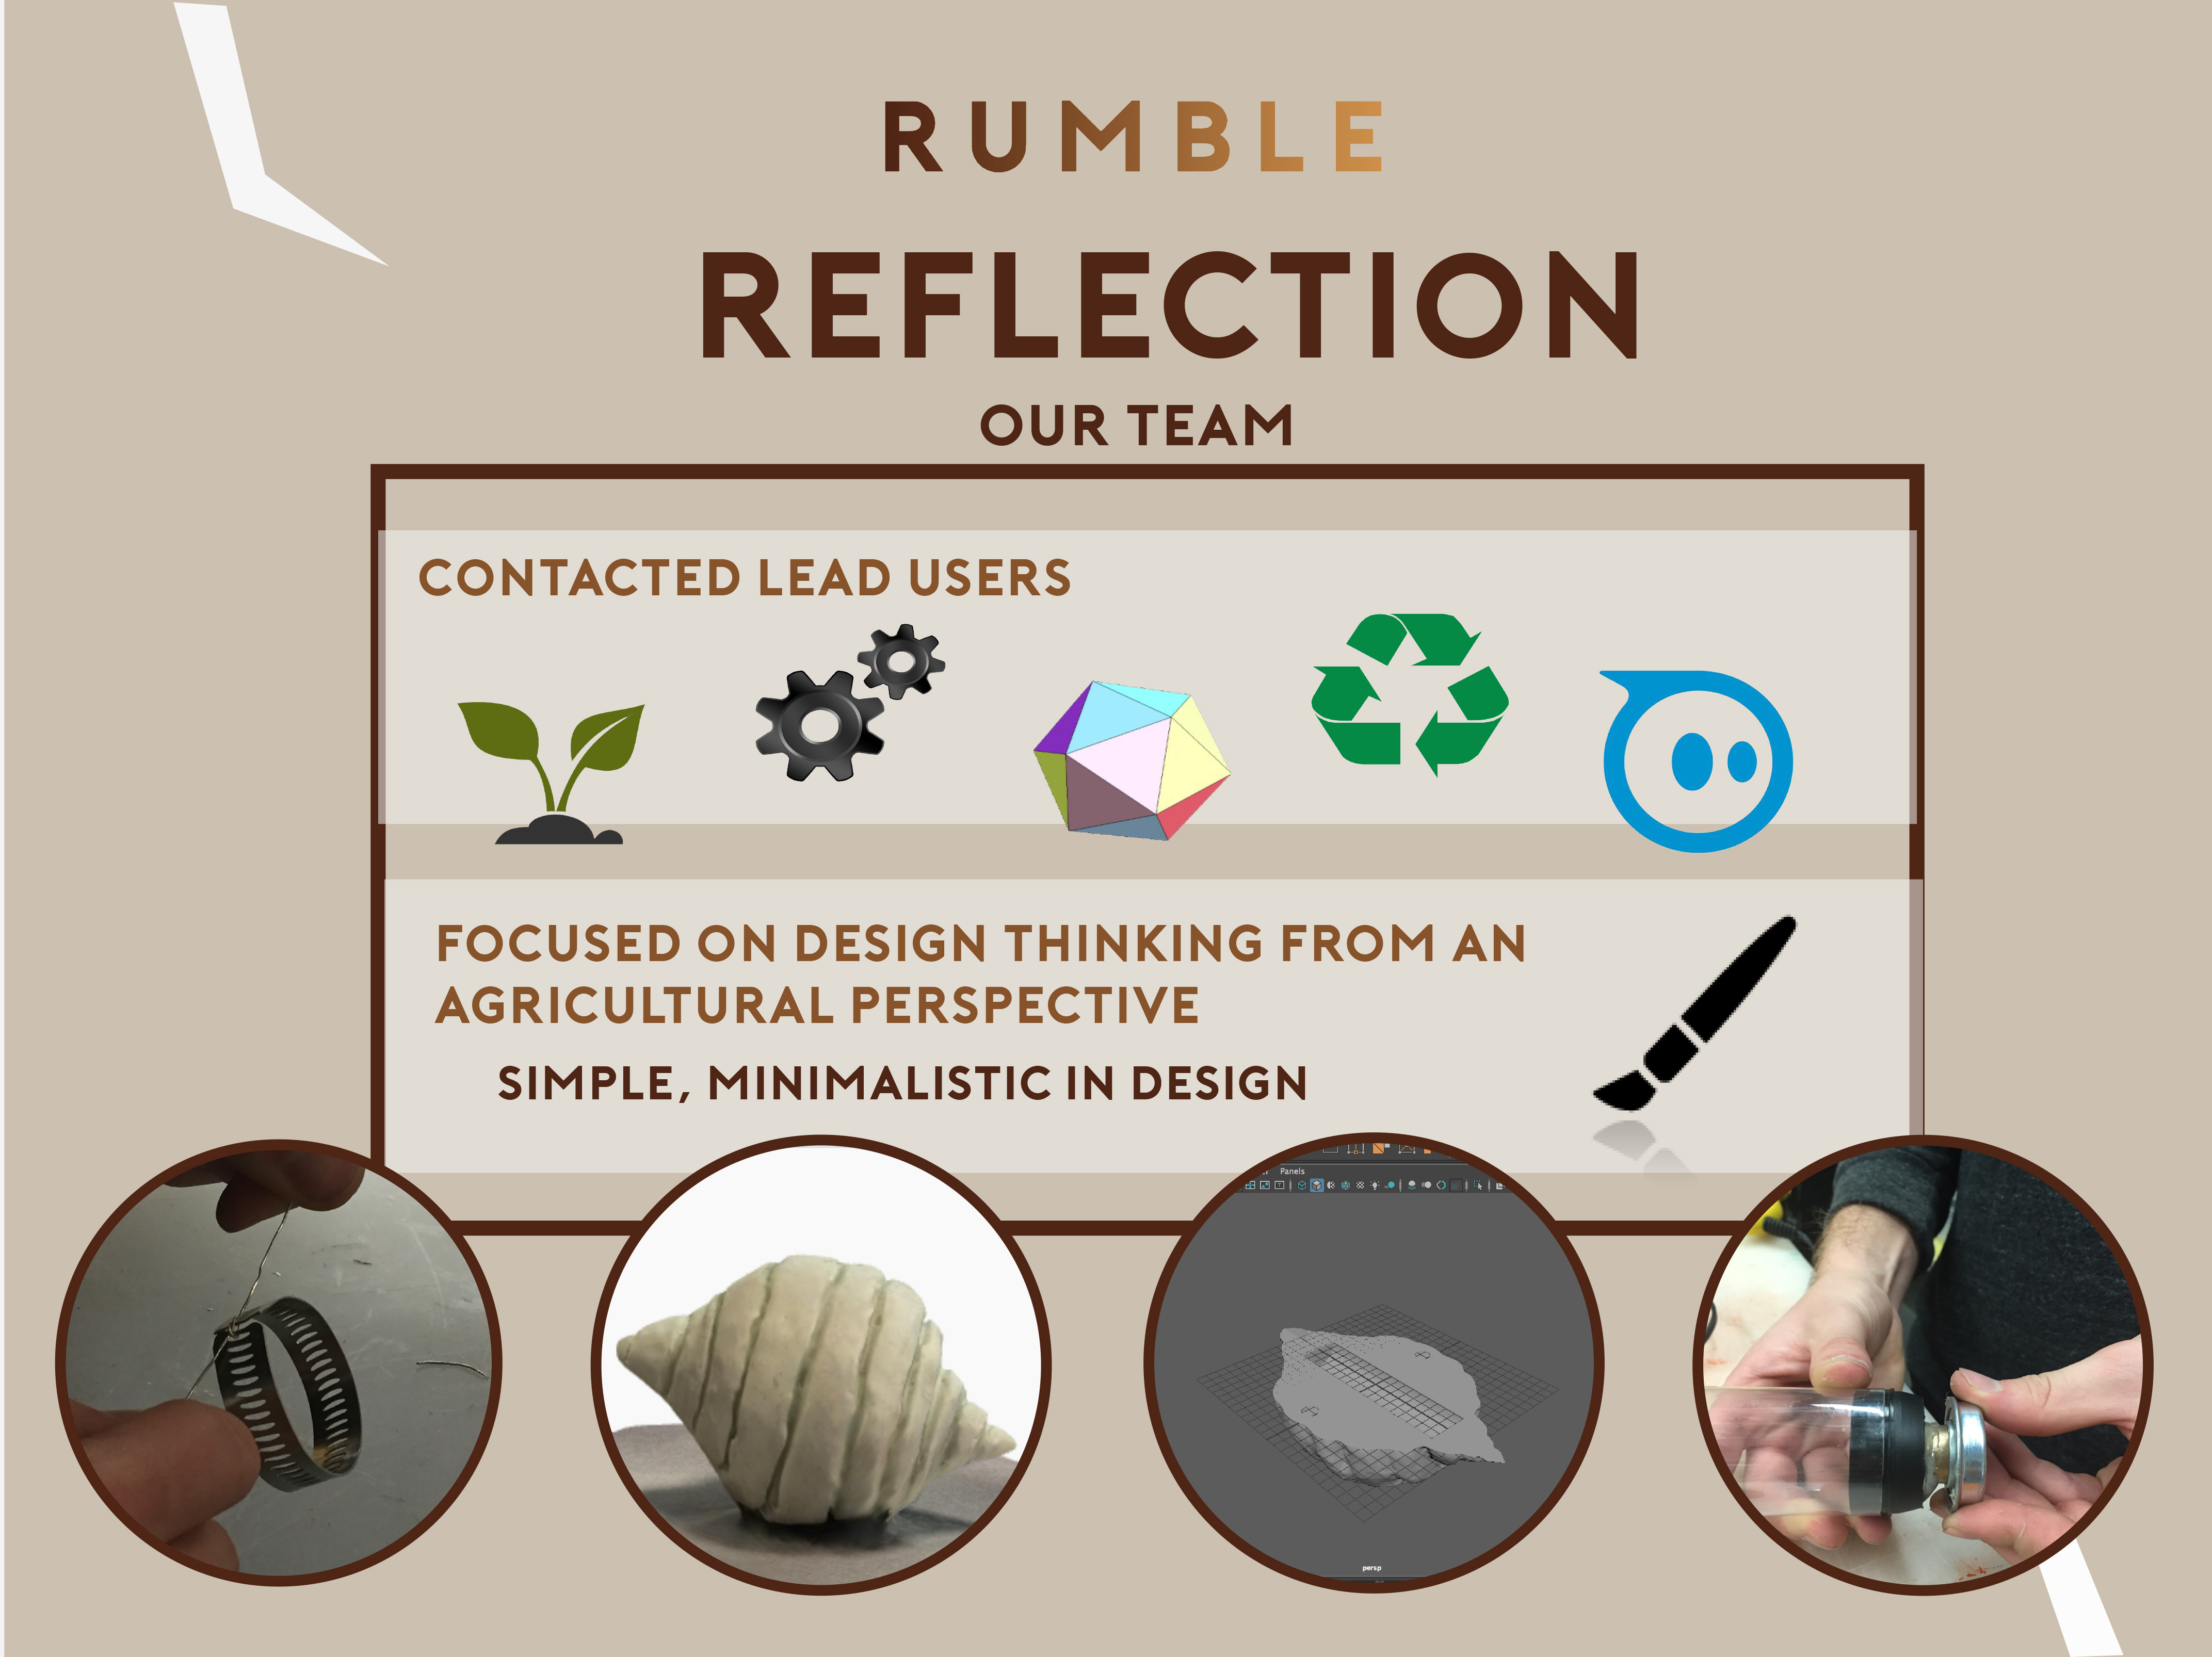 RUMBLE
REFLECTION
OUR TEAM
CONTACTED LEAD USERS
FOCUSED ON DESIGN THINKING FROM AN
AGRICULTURAL PERSPECTIVE
SIMPLE, MINIMALISTIC IN DESIGN
Panels
persp